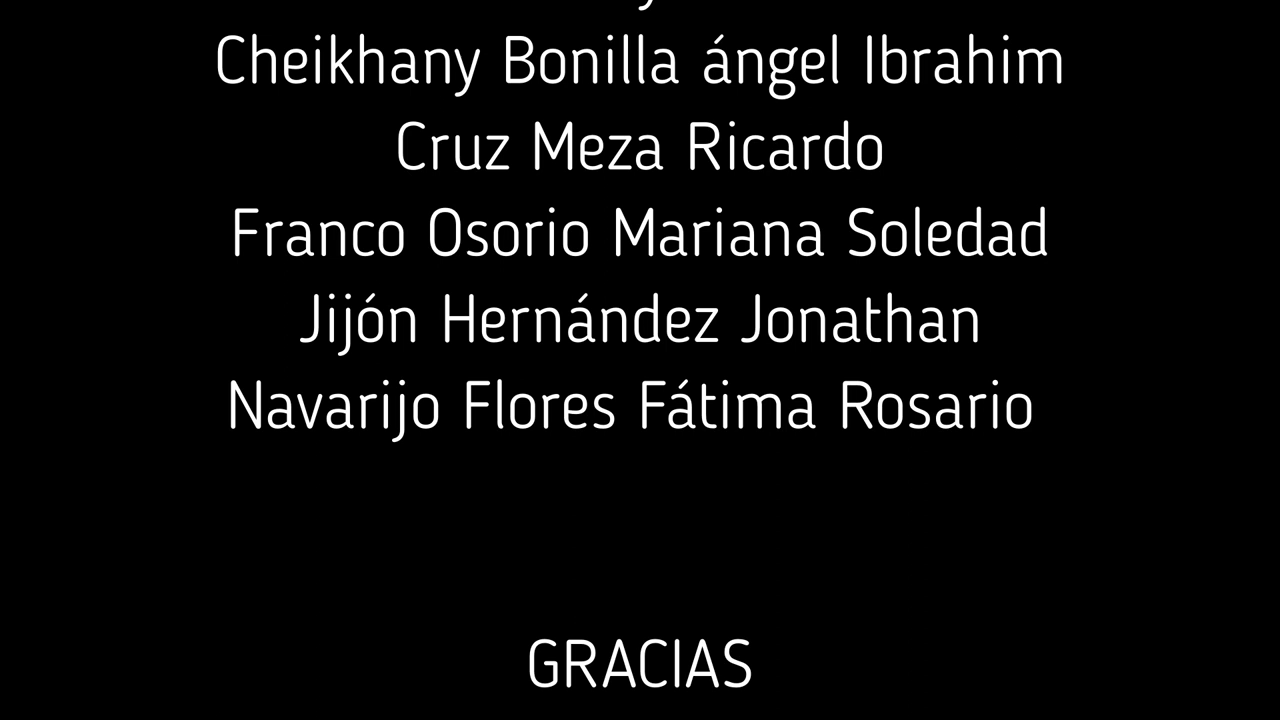 Cheikhany Bonilla ángel Ibrahim
Cruz Meza Ricardo
Franco Osorio Mariana Soledad
Jijón Hernández Jonathan
Navarijo Flores Fátima Rosario
GRACIAS